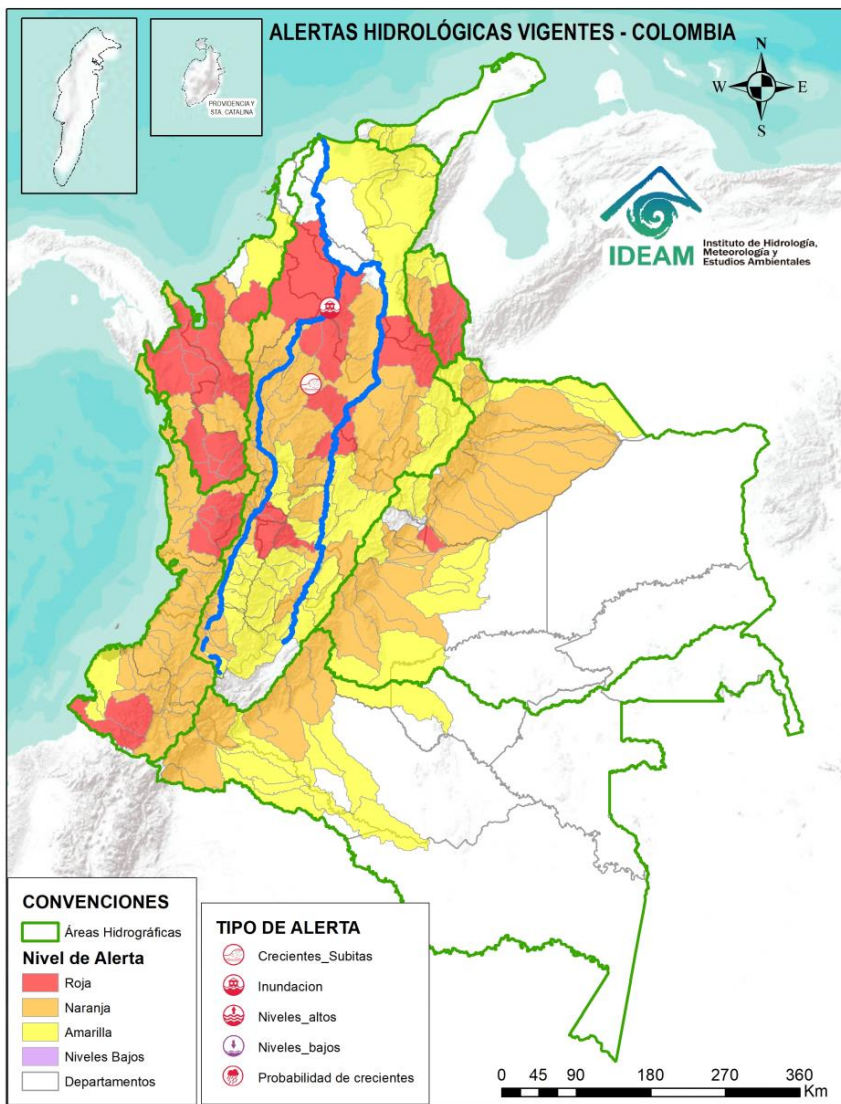 ALERTAS HIDROLÓGICAS VIGENTES - COLOMBIA
PROVIDENCIA Y
STA. CATALINA
N
W
E
S
IDEAM
Instituto de Hidrología,
Meteorología y
Estudios Ambientales
CONVENCIONES
Áreas Hidrográficas
Nivel de Alerta
Roja
Naranja
Amarilla
Niveles Bajos
Departamentos
TIPO DE ALERTA
Crecientes_Subitas
Inundacion
Niveles_altos
Niveles_bajos
Probabilidad de crecientes
0 45 90 180 270 360
Km